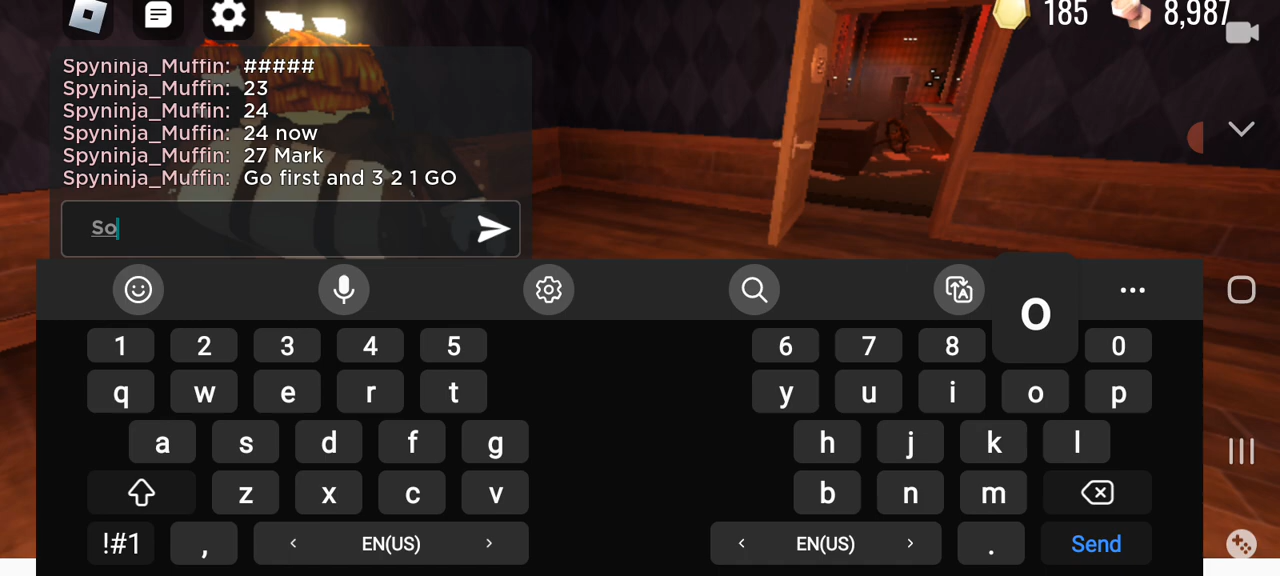 185 8,987
Spyninja_Muffin: #####
Spyninja_Muffin: 23
Spyninja_Muffin: 24
Spyninja_Muffin: 24 now
Spyninja_Muffin: 27 Mark
Spyninja_Muffin: Go first and 3 2 1 GO
So
o
1 2 3 4 5 6 7 8 0
q w e r t y u i o p
a s d f g h j k l
z x c v b n m
!#1 , < EN(US) > < EN(US) > . Send